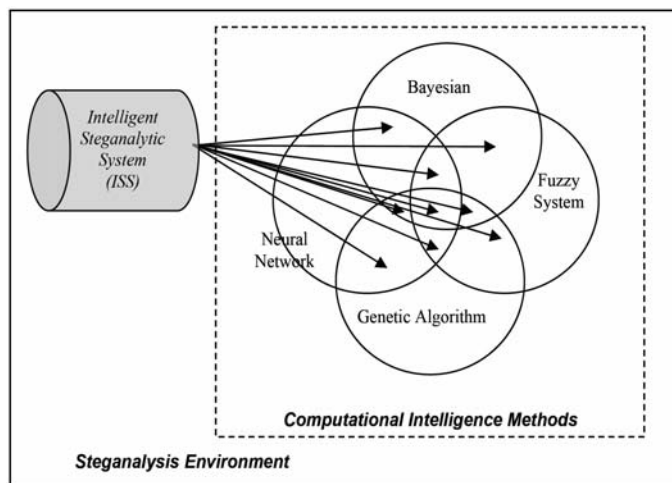 Intelligent
Steganalytic
System
(ISS)
Bayesian
Fuzzy
System
Neural
Network
Genetic Algorithm
Computational Intelligence Methods
Steganalysis Environment